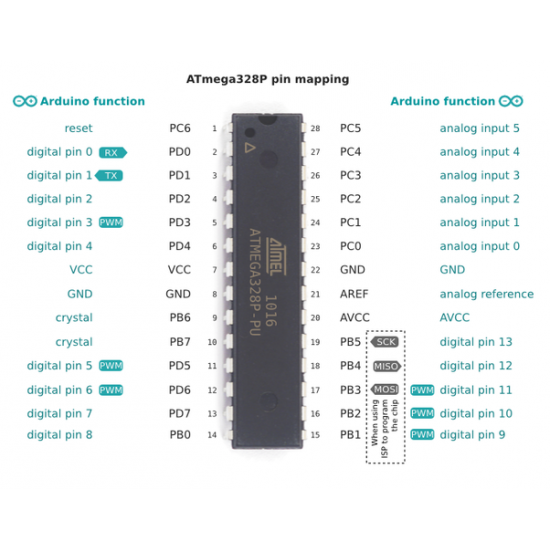 ATmega328P pin mapping
Arduino function Arduino function
reset PC6 1 28 PC5 analog input 5
digital pin 0 RX PD0 2 27 PC4 analog input 4
digital pin 1 TX PD1 3 26 PC3 analog input 3
digital pin 2 PD2 4 25 PC2 analog input 2
digital pin 3 PWM PD3 5 24 PC1 analog input 1
digital pin 4 PD4 6 23 PC0 analog input 0
VCC VCC 7 22 GND GND
GND GND 8 21 AREF analog reference
crystal PB6 9 20 AVCC AVCC
crystal PB7 10 19 PB5 SCK digital pin 13
digital pin 5 PWM PD5 11 18 PB4 MISO digital pin 12
digital pin 6 PWM PD6 12 17 PB3 MOSI PWM digital pin 11
digital pin 7 PD7 13 16 PB2 PWM digital pin 10
digital pin 8 PB0 14 15 PB1 PWM digital pin 9
When using
ISP to program
the chip
ATMEL
1016
ATMEGA328P-PU